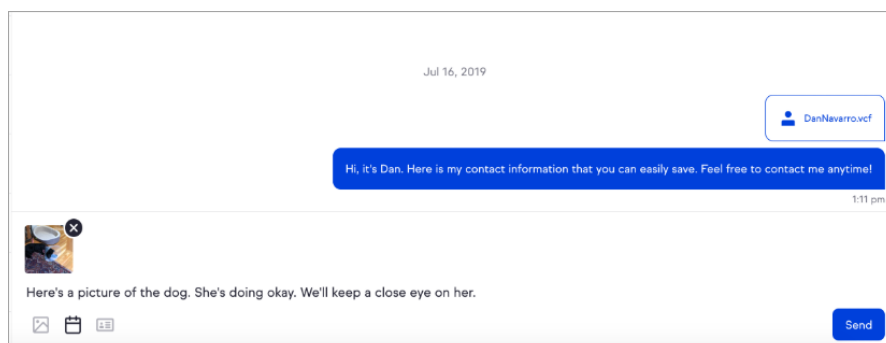 Jul 16, 2019
DanNavarro.vcf
Hi, it's Dan. Here is my contact information that you can easily save. Feel free to contact me anytime!
1:11 pm
Here's a picture of the dog. She's doing okay. We'll keep a close eye on her.
Send